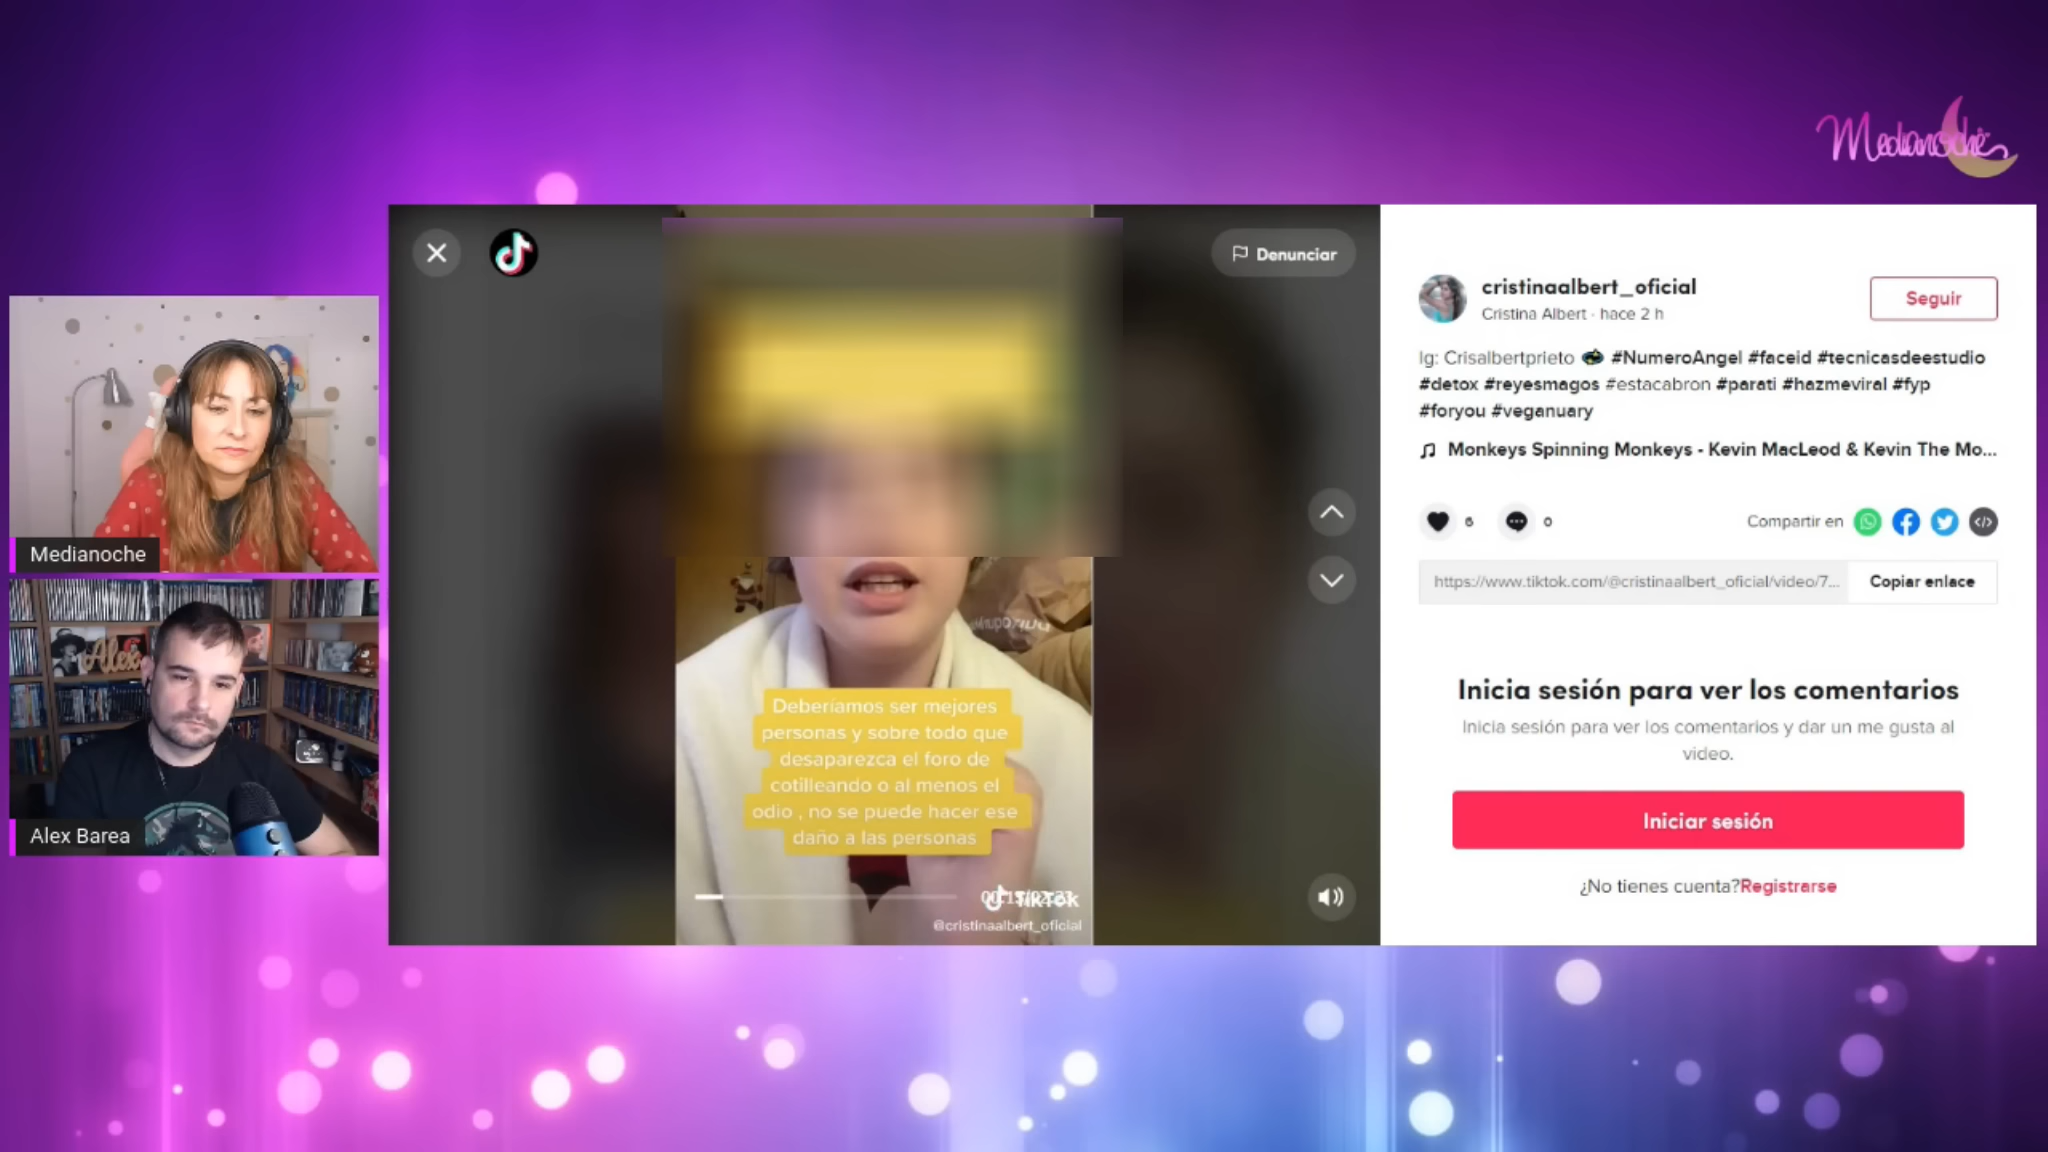 Medianoche
Denunciar
cristinaalbert_oficial
Cristina Albert · hace 2 h
Seguir
Ig: Crisalbertprieto #NumeroAngel #faceid #tecnicasdeestudio
#detox #reyesmagos #estacabron #parati #hazmeviral #fyp
#foryou #veganuary
Monkeys Spinning Monkeys - Kevin MacLeod & Kevin The Mo...
6
0
Compartir en
https://www.tiktok.com/@cristinaalbert_oficial/video/7...
Copiar enlace
Inicia sesión para ver los comentarios
Inicia sesión para ver los comentarios y dar un me gusta al
video.
Iniciar sesión
¿No tienes cuenta?Registrarse
Deberíamos ser mejores
personas y sobre todo que
desaparezca el foro de
cotilleando o al menos el
odio , no se puede hacer ese
daño a las personas
TikTok
@cristinaalbert_oficial
Medianoche
Alex
Alex Barea